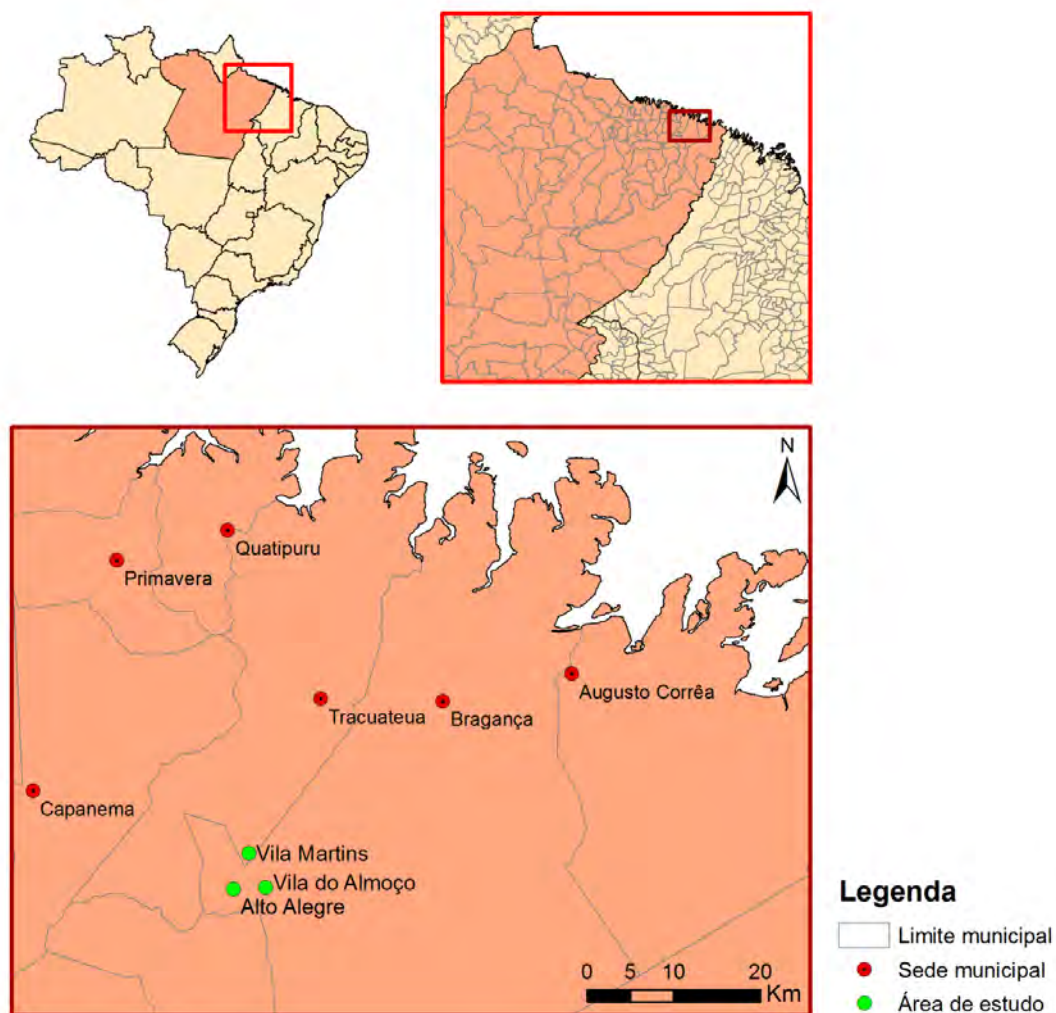 N
Quatipuru
Primavera
Augusto Corrêa
Tracuateua
Bragança
Capanema
Vila Martins
Vila do Almoço
Alto Alegre
0 5 10 20
Km
Legenda
Limite municipal
Sede municipal
Área de estudo